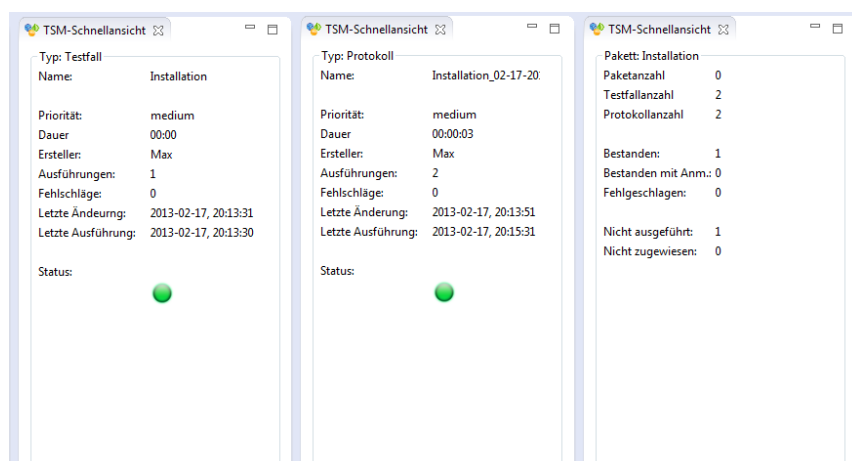 TSM-Schnellansicht
Typ: Testfall
Name: Installation
Priorität: medium
Dauer 00:00
Ersteller: Max
Ausführungen: 1
Fehlschläge: 0
Letzte Ändeurng: 2013-02-17, 20:13:31
Letzte Ausführung: 2013-02-17, 20:13:30
Status:
TSM-Schnellansicht
Typ: Protokoll
Name: Installation_02-17-20
Priorität: medium
Dauer 00:00:03
Ersteller: Max
Ausführungen: 2
Fehlschläge: 0
Letzte Änderung: 2013-02-17, 20:13:51
Letzte Ausführung: 2013-02-17, 20:15:31
Status:
TSM-Schnellansicht
Pakett: Installation
Paketanzahl 0
Testfallanzahl 2
Protokollanzahl 2
Bestanden: 1
Bestanden mit Anm.: 0
Fehlgeschlagen: 0
Nicht ausgeführt: 1
Nicht zugewiesen: 0